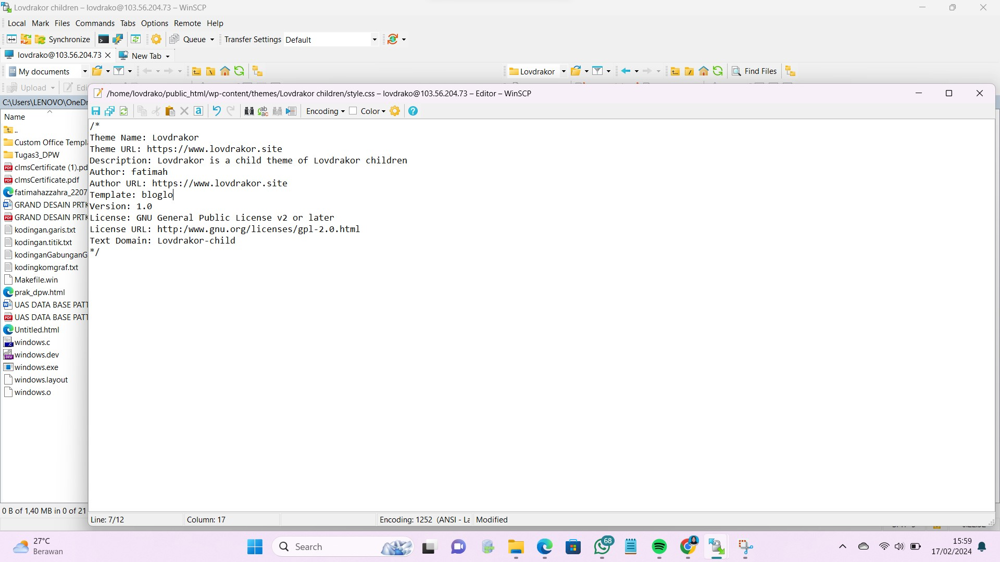 Lovdrakor children – lovdrako@103.56.204.73 – WinSCP
Local Mark Files Commands Tabs Options Remote Help
Synchronize Queue Transfer Settings Default
lovdrako@103.56.204.73 New Tab
My documents Lovdrakor Find Files
Upload Edi
/home/lovdrako/public_html/wp-content/themes/Lovdrakor children/style.css – lovdrako@103.56.204.73 – Editor – WinSCP
C:\Users\LENOVO\OneDr
Encoding Color
Name
..
Custom Office Templ
Tugas3_DPW
clmsCertificate (1).pd
clmsCertificate.pdf
fatimahazzahra_2207
GRAND DESAIN PRTK
GRAND DESAIN PRTK
kodingan.garis.txt
kodingan.titik.txt
kodinganGabunganG
kodingkomgraf.txt
Makefile.win
prak_dpw.html
UAS DATA BASE PATT
UAS DATA BASE PATT
Untitled.html
windows.c
windows.dev
windows.exe
windows.layout
windows.o
/*
Theme Name: Lovdrakor
Theme URL: https://www.lovdrakor.site
Description: Lovdrakor is a child theme of Lovdrakor children
Author: fatimah
Author URL: https://www.lovdrakor.site
Template: bloglo
Version: 1.0
License: GNU General Public License v2 or later
License URL: http:/www.gnu.org/licenses/gpl-2.0.html
Text Domain: Lovdrakor-child
*/
0 B of 1,40 MB in 0 of 21
Line: 7/12 Column: 17 Encoding: 1252 (ANSI - La Modified
27°C
Berawan
Search
68
15:59
17/02/2024